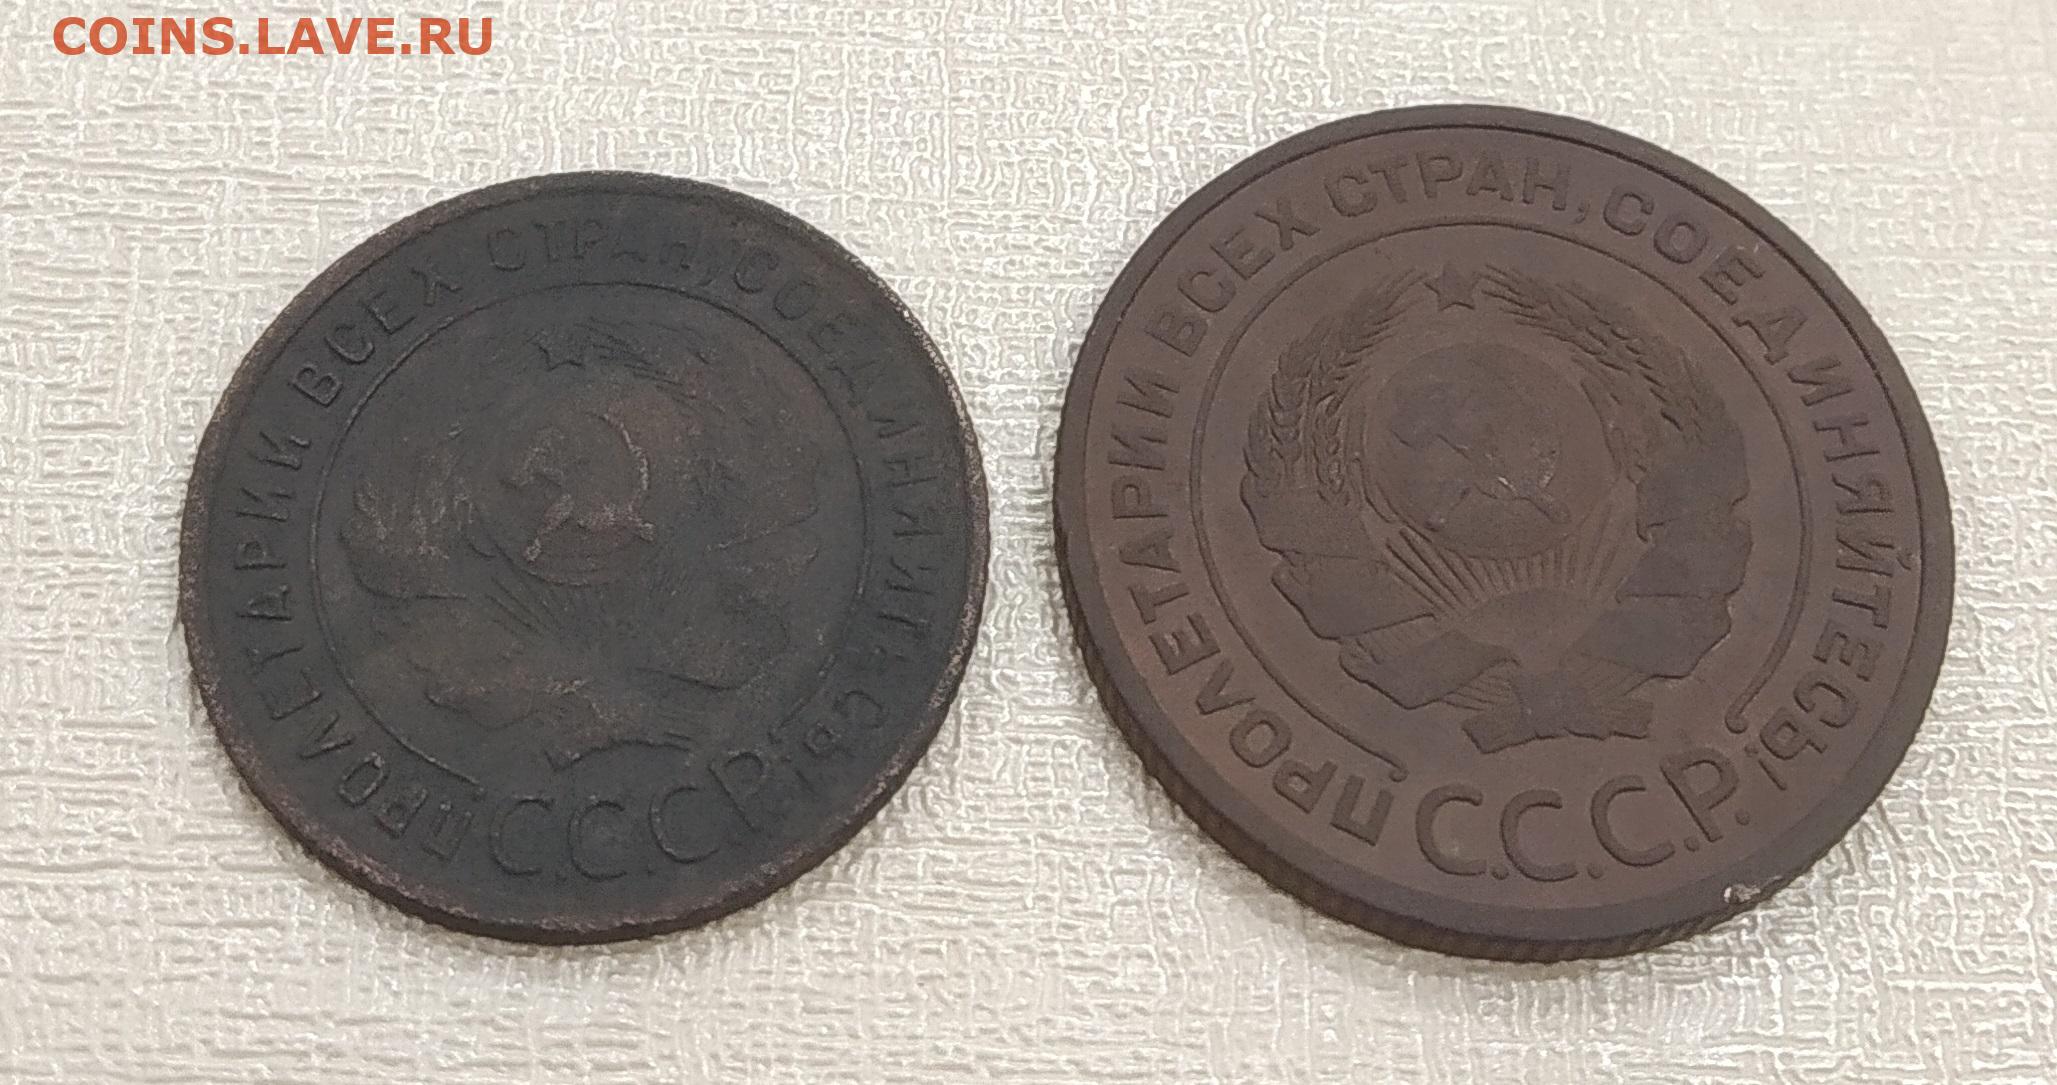 COINS.LAVE.RU
ПРОЛЕТАРИИ ВСЕХ СТРАН, СОЕДИНЯЙТЕСЬ!
С.С.С.Р.
ПРОЛЕТАРИИ ВСЕХ СТРАН, СОЕДИНЯЙТЕСЬ!
С.С.С.Р.